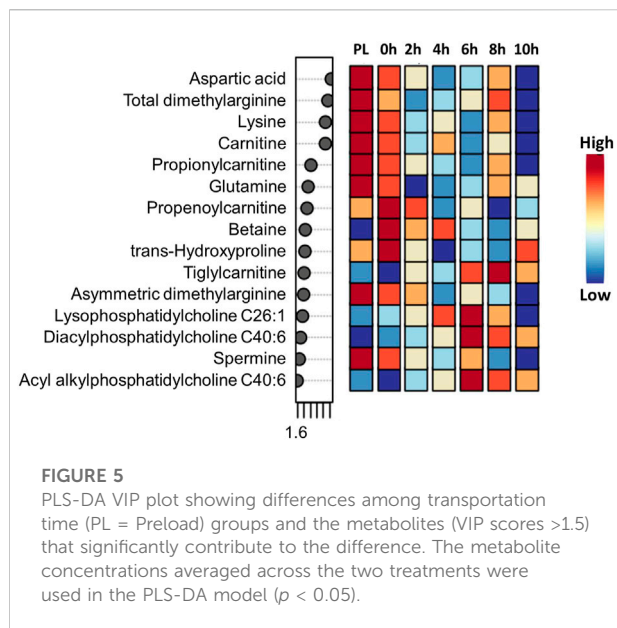 PL 0h 2h 4h 6h 8h 10h
Aspartic acid
Total dimethylarginine
Lysine
Carnitine
Propionylcarnitine
Glutamine
Propenoylcarnitine
Betaine
trans-Hydroxyproline
Tiglylcarnitine
Asymmetric dimethylarginine
Lysophosphatidylcholine C26:1
Diacylphosphatidylcholine C40:6
Spermine
Acyl alkylphosphatidylcholine C40:6
High
Low
1.6
FIGURE 5
PLS-DA VIP plot showing differences among transportation
time (PL = Preload) groups and the metabolites (VIP scores >1.5)
that significantly contribute to the difference. The metabolite
concentrations averaged across the two treatments were
used in the PLS-DA model (p < 0.05).